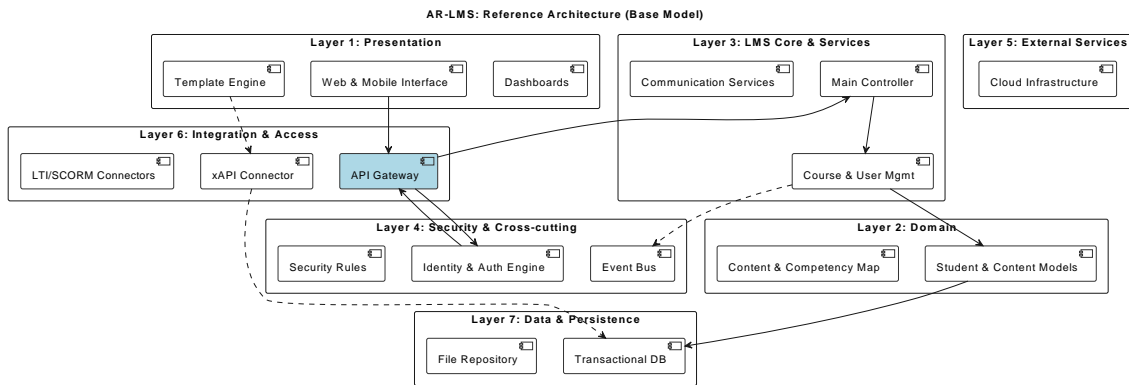 AR-LMS: Reference Architecture (Base Model)
Layer 1: Presentation
Template Engine
Web & Mobile Interface
Dashboards
Layer 3: LMS Core & Services
Communication Services
Main Controller
Course & User Mgmt
Layer 5: External Services
Cloud Infrastructure
Layer 6: Integration & Access
LTI/SCORM Connectors
xAPI Connector
API Gateway
Layer 4: Security & Cross-cutting
Security Rules
Identity & Auth Engine
Event Bus
Layer 2: Domain
Content & Competency Map
Student & Content Models
Layer 7: Data & Persistence
File Repository
Transactional DB